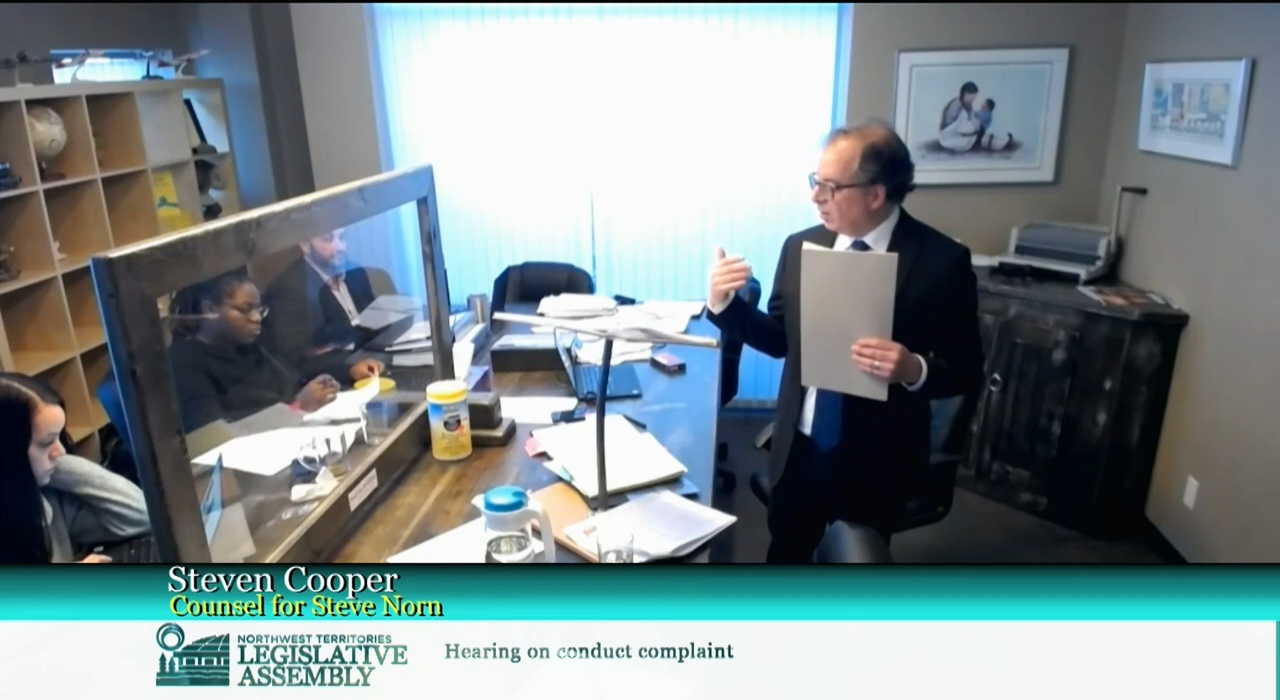 Steven Cooper
Counsel for Steve Norn
NORTHWEST TERRITORIES
LEGISLATIVE
ASSEMBLY
Hearing on conduct complaint